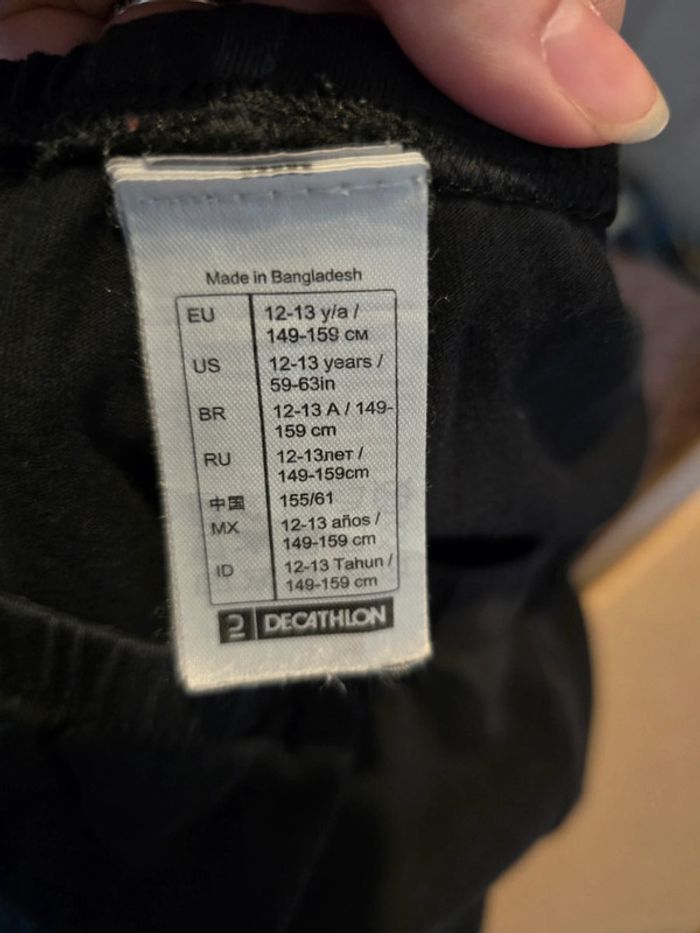 Made in Bangladesh
EU 12-13 y/a /
149-159 CM
US 12-13 years /
59-63in
BR 12-13 A / 149-
159 cm
RU 12-13лет /
149-159cm
中国 155/61
MX 12-13 años /
149-159 cm
ID 12-13 Tahun /
149-159 cm
DECATHLON